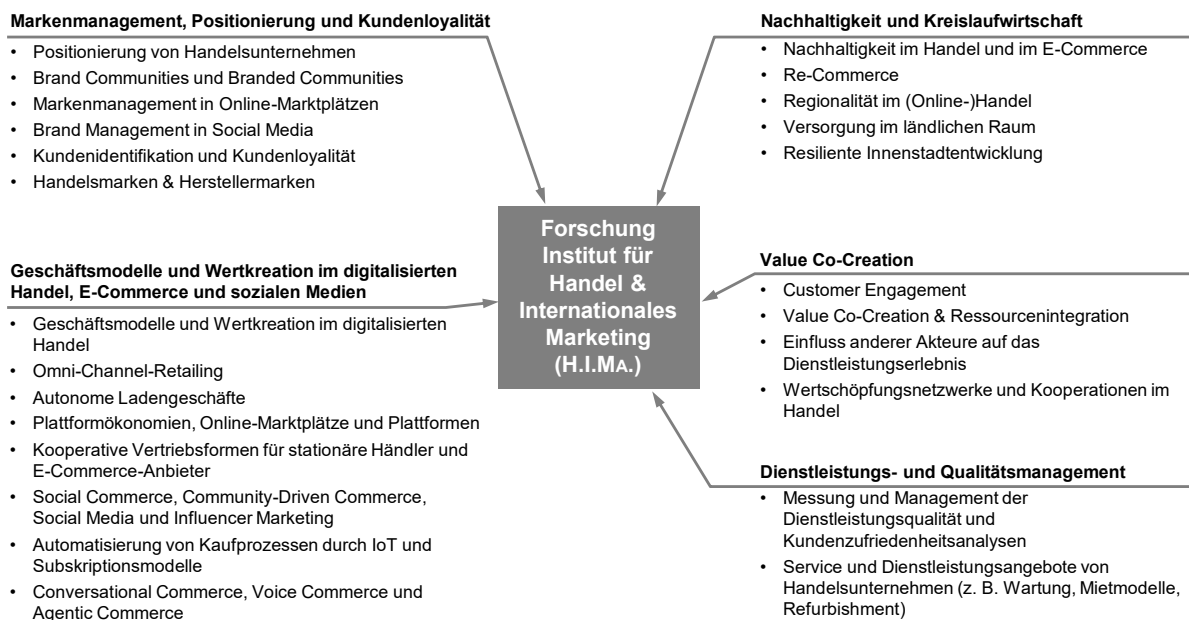 Markenmanagement, Positionierung und Kundenloyalität
• Positionierung von Handelsunternehmen
• Brand Communities und Branded Communities
• Markenmanagement in Online-Marktplätzen
• Brand Management in Social Media
• Kundenidentifikation und Kundenloyalität
• Handelsmarken & Herstellermarken
Geschäftsmodelle und Wertkreation im digitalisierten
Handel, E-Commerce und sozialen Medien
• Geschäftsmodelle und Wertkreation im digitalisierten
Handel
• Omni-Channel-Retailing
• Autonome Ladengeschäfte
• Plattformökonomien, Online-Marktplätze und Plattformen
• Kooperative Vertriebsformen für stationäre Händler und
E-Commerce-Anbieter
• Social Commerce, Community-Driven Commerce,
Social Media und Influencer Marketing
• Automatisierung von Kaufprozessen durch IoT und
Subskriptionsmodelle
• Conversational Commerce, Voice Commerce und
Agentic Commerce
Forschung
Institut für
Handel &
Internationales
Marketing
(H.I.MA.)
Nachhaltigkeit und Kreislaufwirtschaft
• Nachhaltigkeit im Handel und im E-Commerce
• Re-Commerce
• Regionalität im (Online-)Handel
• Versorgung im ländlichen Raum
• Resiliente Innenstadtentwicklung
Value Co-Creation
• Customer Engagement
• Value Co-Creation & Ressourcenintegration
• Einfluss anderer Akteure auf das
Dienstleistungserlebnis
• Wertschöpfungsnetzwerke und Kooperationen im
Handel
Dienstleistungs- und Qualitätsmanagement
• Messung und Management der
Dienstleistungsqualität und
Kundenzufriedenheitsanalysen
• Service und Dienstleistungsangebote von
Handelsunternehmen (z. B. Wartung, Mietmodelle,
Refurbishment)